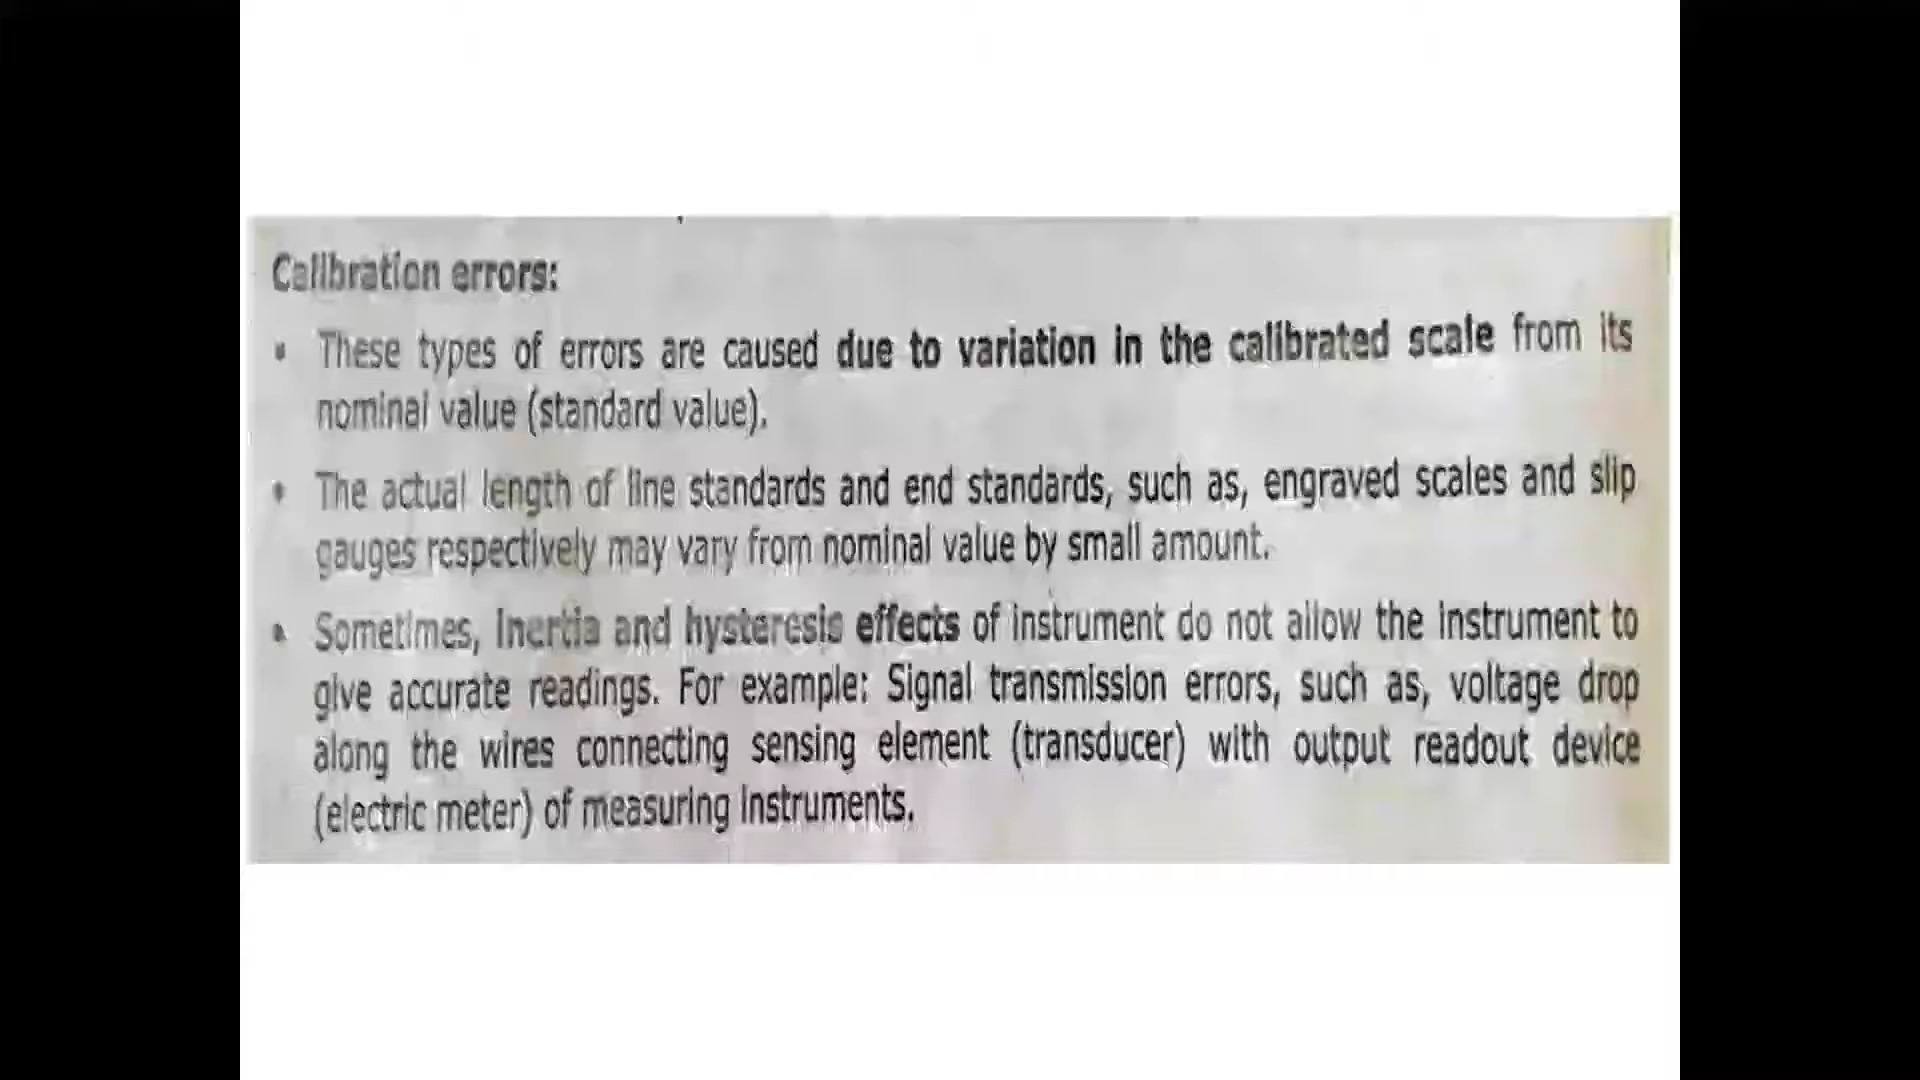 Calibration errors:
• These types of errors are caused due to variation in the calibrated scale from its
nominal value (standard value).
• The actual length of line standards and end standards, such as, engraved scales and slip
gauges respectively may vary from nominal value by small amount.
• Sometimes, inertia and hysteresis effects of instrument do not allow the instrument to
give accurate readings. For example: Signal transmission errors, such as, voltage drop
along the wires connecting sensing element (transducer) with output readout device
(electric meter) of measuring instruments.